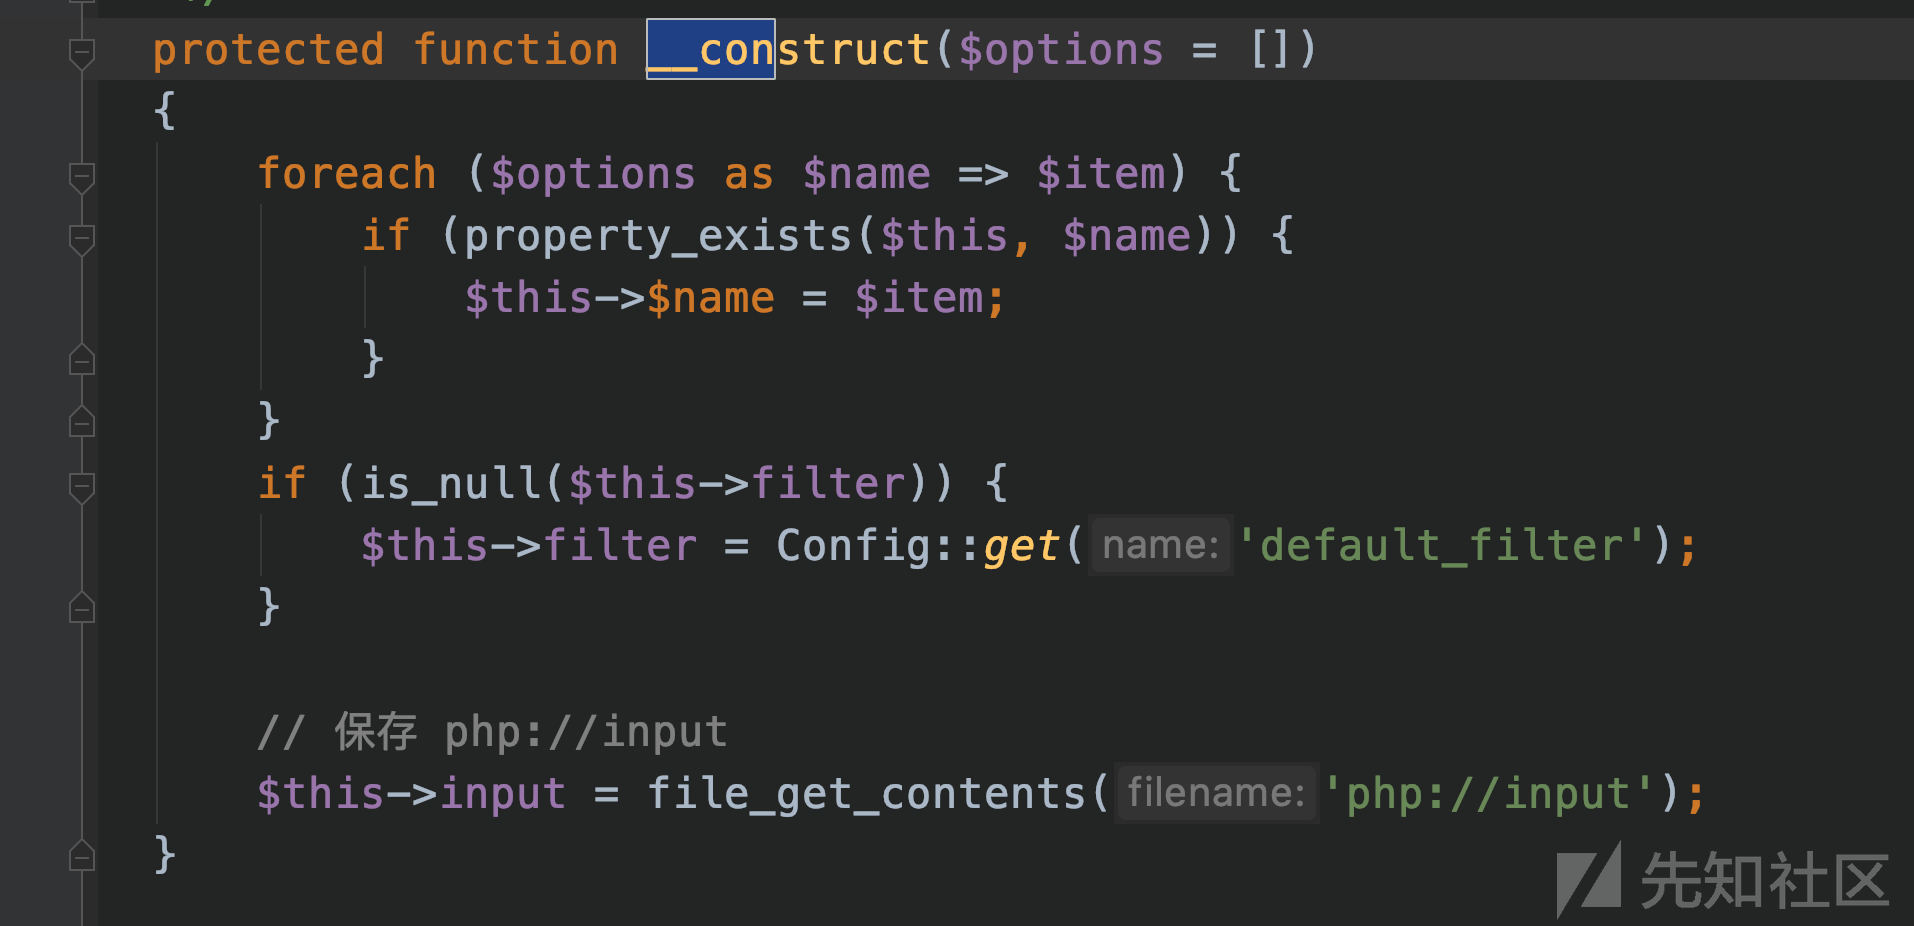 protected function __construct($options = [])
{
foreach ($options as $name => $item) {
if (property_exists($this, $name)) {
$this->$name = $item;
}
}
if (is_null($this->filter)) {
$this->filter = Config::get( name: 'default_filter');
}
// 保存 php://input
$this->input = file_get_contents( filename: 'php://input');
}
先知社区